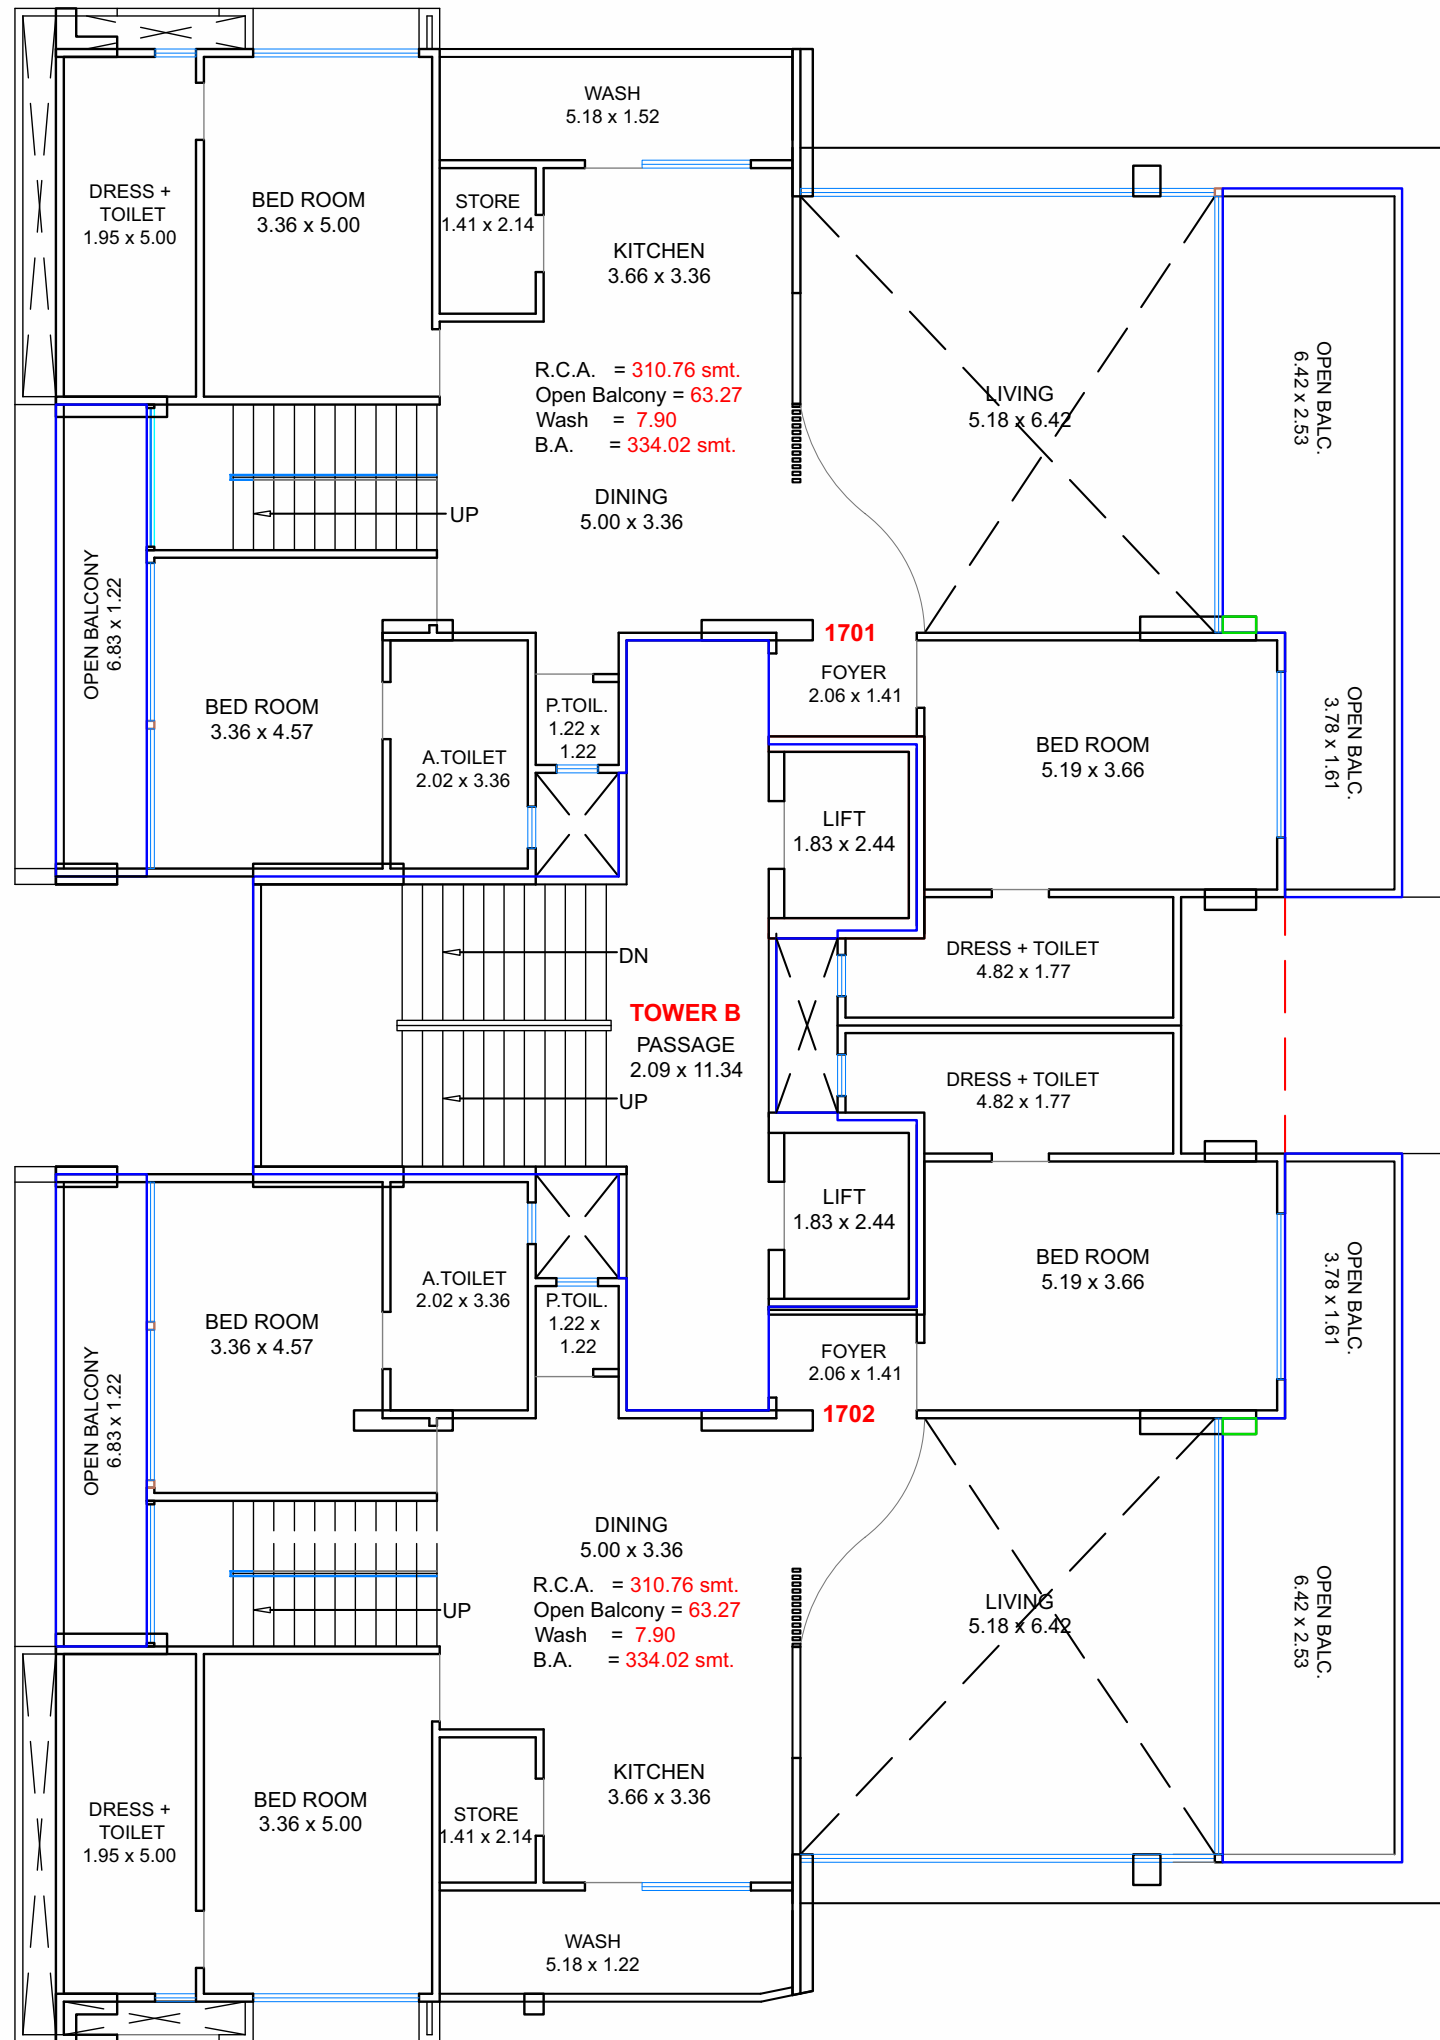 WASH
5.18 x 1.52
DRESS +
TOILET
1.95 x 5.00
BED ROOM
3.36 x 5.00
STORE
1.41 x 2.14
KITCHEN
3.66 x 3.36
R.C.A. = 310.76 smt.
Open Balcony = 63.27
Wash = 7.90
B.A. = 334.02 smt.
LIVING
5.18 x 6.42
OPEN BALC.
6.42 x 2.53
DINING
5.00 x 3.36
UP
OPEN BALCONY
6.83 x 1.22
1701
FOYER
2.06 x 1.41
BED ROOM
3.36 x 4.57
P.TOIL.
1.22 x
1.22
A.TOILET
2.02 x 3.36
BED ROOM
5.19 x 3.66
OPEN BALC.
3.78 x 1.61
LIFT
1.83 x 2.44
DRESS + TOILET
4.82 x 1.77
DN
TOWER B
PASSAGE
2.09 x 11.34
UP
DRESS + TOILET
4.82 x 1.77
LIFT
1.83 x 2.44
BED ROOM
5.19 x 3.66
OPEN BALC.
3.78 x 1.61
A.TOILET
2.02 x 3.36
P.TOIL.
1.22 x
1.22
BED ROOM
3.36 x 4.57
FOYER
2.06 x 1.41
1702
OPEN BALCONY
6.83 x 1.22
DINING
5.00 x 3.36
R.C.A. = 310.76 smt.
Open Balcony = 63.27
Wash = 7.90
B.A. = 334.02 smt.
UP
LIVING
5.18 x 6.42
OPEN BALC.
6.42 x 2.53
KITCHEN
3.66 x 3.36
BED ROOM
3.36 x 5.00
STORE
1.41 x 2.14
DRESS +
TOILET
1.95 x 5.00
WASH
5.18 x 1.22